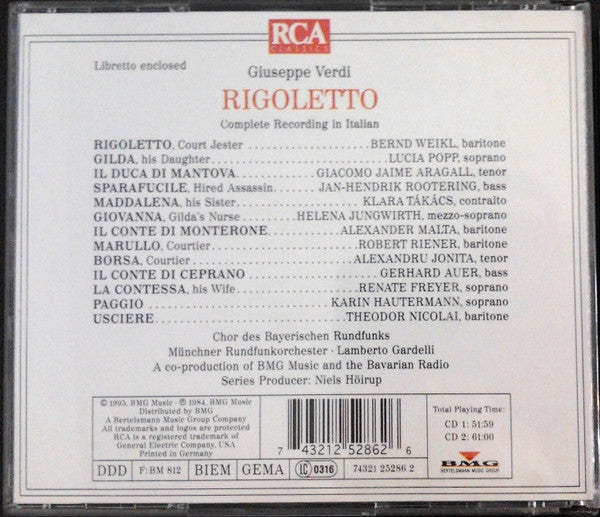 RCA
CLASSICS
Libretto enclosed
Giuseppe Verdi
RIGOLETTO
Complete Recording in Italian
RIGOLETTO, Court Jester ........................ BERND WEIKL, baritone
GILDA, his Daughter ........................ LUCIA POPP, soprano
IL DUCA DI MANTOVA ............ GIACOMO JAIME ARAGALL, tenor
SPARAFUCILE, Hired Assassin ....... JAN-HENDRIK ROOTERING, bass
MADDALENA, his Sister .................... KLARA TÁKÁCS, contralto
GIOVANNA, Gilda's Nurse ........ HELENA JUNGWIRTH, mezzo-soprano
IL CONTE DI MONTERONE ............ ALEXANDER MALTA, baritone
MARULLO, Courtier .................... ROBERT RIENER, baritone
BORSA, Courtier ........................ ALEXANDRU JONITA, tenor
IL CONTE DI CEPRANO .................... GERHARD AUER, bass
LA CONTESSA, his Wife .................... RENATE FREYER, soprano
PAGGIO ........................ KARIN HAUTERMANN, soprano
USCIERE ........................ THEODOR NICOLAI, baritone
Chor des Bayerischen Rundfunks
Münchner Rundfunkorchester · Lamberto Gardelli
A co-production of BMG Music and the Bavarian Radio
Series Producer: Niels Höirup
© 1995, BMG Music · ℗ 1984, BMG Music
Distributed by BMG
A Bertelsmann Music Group Company
All trademarks and logos are protected
RCA is a registered trademark of
General Electric Company, USA
Printed in Germany
7 43212 52862 6
Total Playing Time:
CD 1: 51:59
CD 2: 61:00
DDD F: BM 812 BIEM GEMA LC 0316 74321 25286 2
BMG
BERTELSMANN MUSIC GROUP